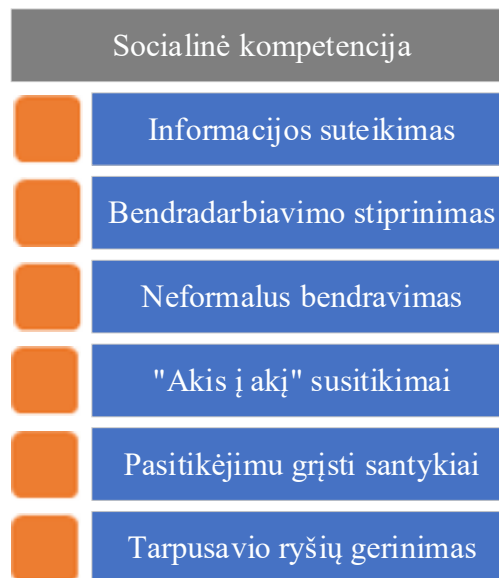 Socialinė kompetencija
Informacijos suteikimas
Bendradarbiavimo stiprinimas
Neformalus bendravimas
"Akis į akį" susitikimai
Pasitikėjimu grįsti santykiai
Tarpusavio ryšių gerinimas